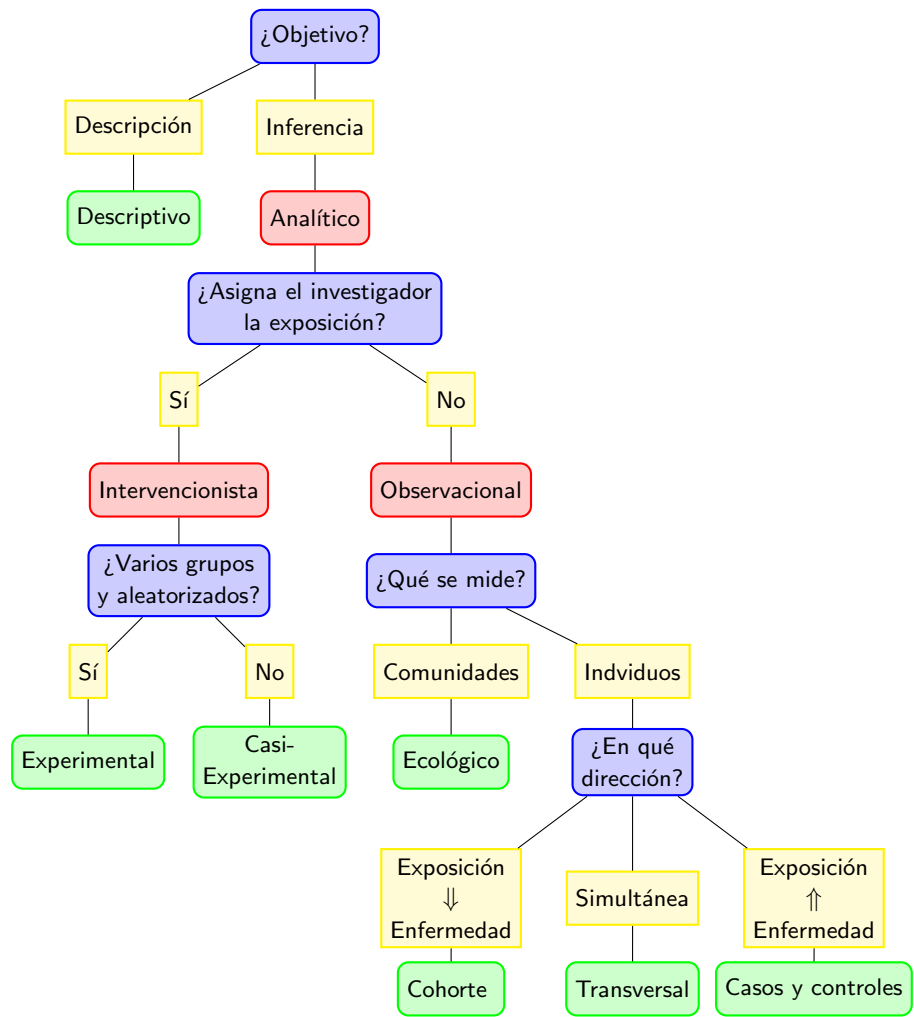 ¿Objetivo?
Descripción
Inferencia
Descriptivo
Analítico
¿Asigna el investigador
la exposición?
Sí
No
Intervencionista
Observacional
¿Varios grupos
y aleatorizados?
¿Qué se mide?
Sí
No
Comunidades
Indviduos
Experimental
Casi-
Experimental
Ecológico
¿En qué
dirección?
Exposición
⇓
Enfermedad
Simultánea
Exposición
⇑
Enfermedad
Cohorte
Transversal
Casos y controles